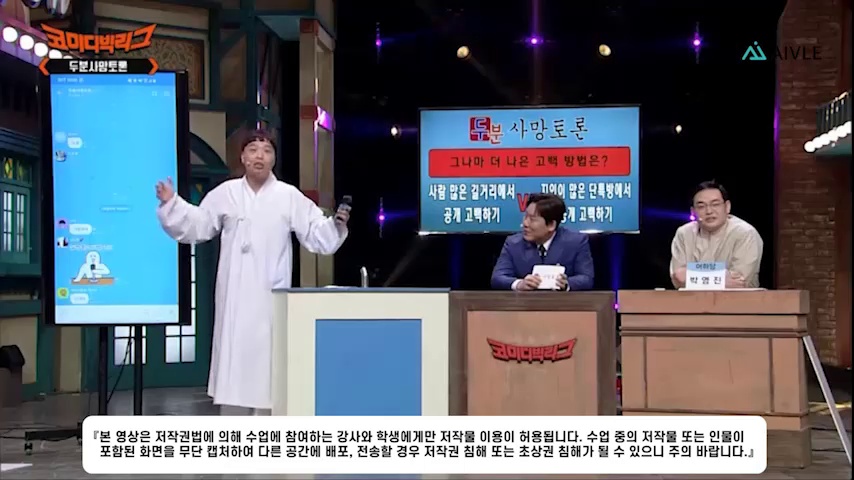 코미디빅리그
두분사망토론
AIVLE
두분 사망토론
그나마 더 나은 고백 방법은?
사람 많은 길거리에서
공개 고백하기
지인이 많은 단톡방에서
공개 고백하기
박영진
코미디빅리그
『본 영상은 저작권법에 의해 수업에 참여하는 강사와 학생에게만 저작물 이용이 허용됩니다. 수업 중의 저작물 또는 인물이
포함된 화면을 무단 캡처하여 다른 공간에 배포, 전송할 경우 저작권 침해 또는 초상권 침해가 될 수 있으니 주의 바랍니다.』